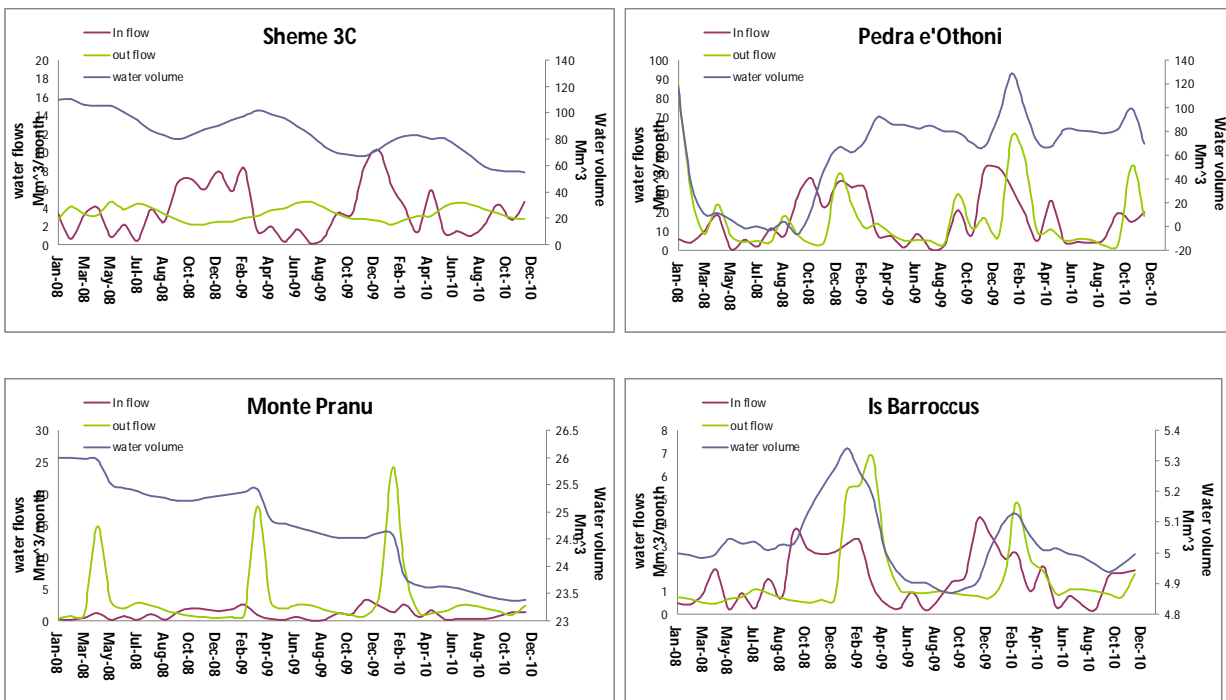 Sheme 3C
In flow
out flow
water volume
water flows
Mm^3/month
Water volume
Mm^3
20
18
16
14
12
10
8
6
4
2
0
140
120
100
80
60
40
20
0
Jan-08
Mar-08
May-08
Jul-08
Aug-08
Oct-08
Dec-08
Feb-09
Apr-09
Jun-09
Aug-09
Oct-09
Dec-09
Feb-10
Apr-10
Jun-10
Aug-10
Oct-10
Dec-10
Pedra e'Othoni
In flow
out flow
water volume
water flows
Mm^3/month
Water volume
Mm^3
100
90
80
70
60
50
40
30
20
10
0
140
120
100
80
60
40
20
0
-20
Jan-08
Mar-08
May-08
Jul-08
Aug-08
Oct-08
Dec-08
Feb-09
Apr-09
Jun-09
Aug-09
Oct-09
Dec-09
Feb-10
Apr-10
Jun-10
Aug-10
Oct-10
Dec-10
Monte Pranu
In flow
out flow
water volume
water flows
Mm^3/month
Water volume
Mm^3
30
25
20
15
10
5
0
26.5
26
25.5
25
24.5
24
23.5
23
Jan-08
Mar-08
May-08
Jul-08
Aug-08
Oct-08
Dec-08
Feb-09
Apr-09
Jun-09
Aug-09
Oct-09
Dec-09
Feb-10
Apr-10
Jun-10
Aug-10
Oct-10
Dec-10
Is Barroccus
In flow
out flow
water volume
water flows
Mm^3/month
Water volume
Mm^3
8
7
6
5
4
3
2
1
0
5.4
5.3
5.2
5.1
5
4.9
4.8
Jan-08
Mar-08
May-08
Jul-08
Aug-08
Oct-08
Dec-08
Feb-09
Apr-09
Jun-09
Aug-09
Oct-09
Dec-09
Feb-10
Apr-10
Jun-10
Aug-10
Oct-10
Dec-10